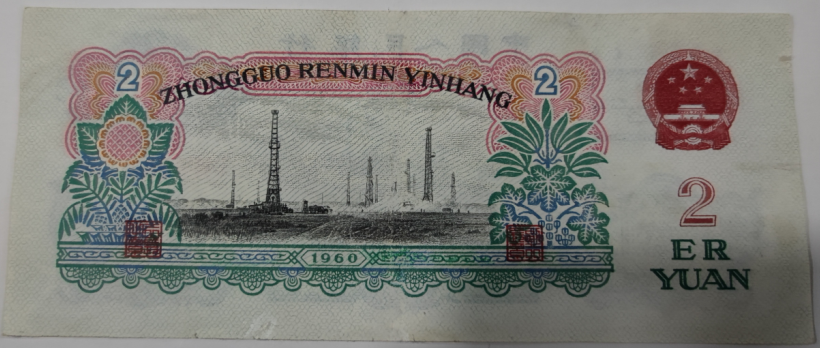 2
ZHONGGUO RENMIN YINHANG
2
1960
2
ER
YUAN